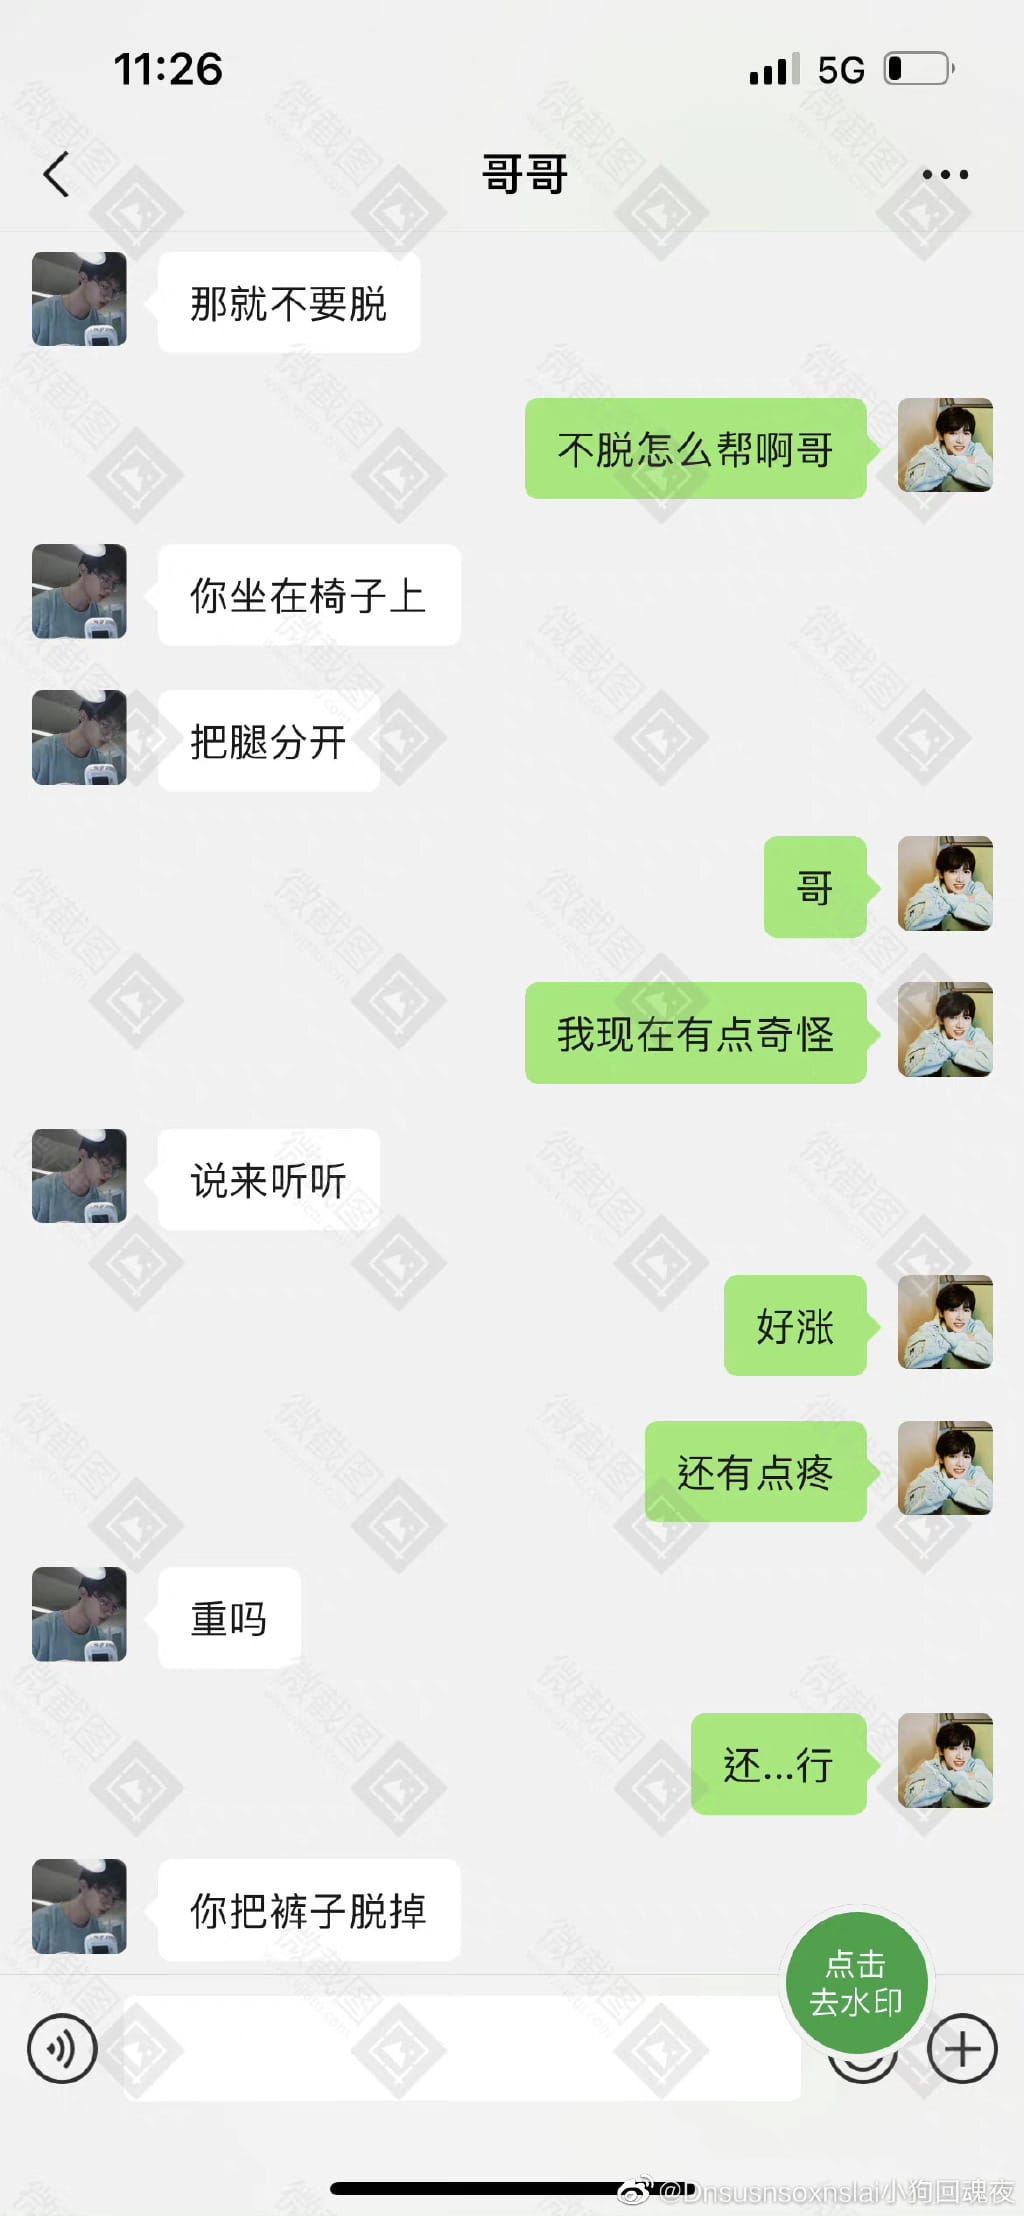 11:26
5G
哥哥
那就不要脱
不脱怎么帮啊哥
你坐在椅子上
把腿分开
哥
我现在有点奇怪
说来听听
好涨
还有点疼
重吗
还...行
你把裤子脱掉
点击
去水印
@Dnsusnsoxnslai小狗回魂夜
微截图